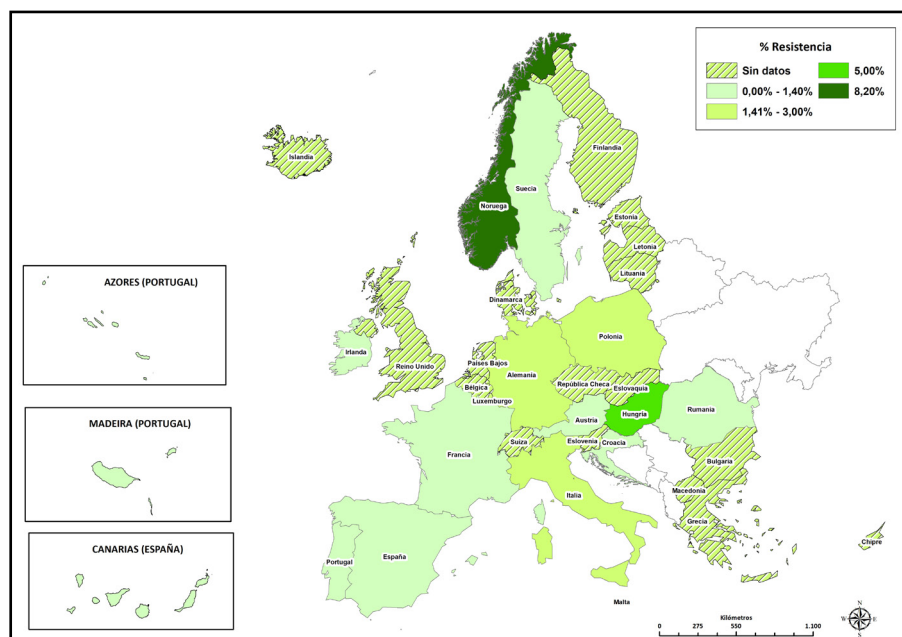 % Resistencia
Sin datos
5,00%
0,00% - 1,40%
8,20%
1,41% - 3,00%
Islandia
Finlandia
Suecia
Noruega
Estonia
Letonia
Lituania
Dinamarca
AZORES (PORTUGAL)
Irlanda
Reino Unido
Países Bajos
Polonia
Alemania
Bélgica
República Checa
Eslovaquia
Luxemburgo
MADEIRA (PORTUGAL)
Austria
Hungría
Rumanía
Suiza
Eslovenia
Croacia
Francia
Bulgaria
Macedonia
Italia
Grecia
CANARIAS (ESPAÑA)
Portugal
España
Chipre
Malta
Kilómetros
0 275 550 1.100
N
W E
S